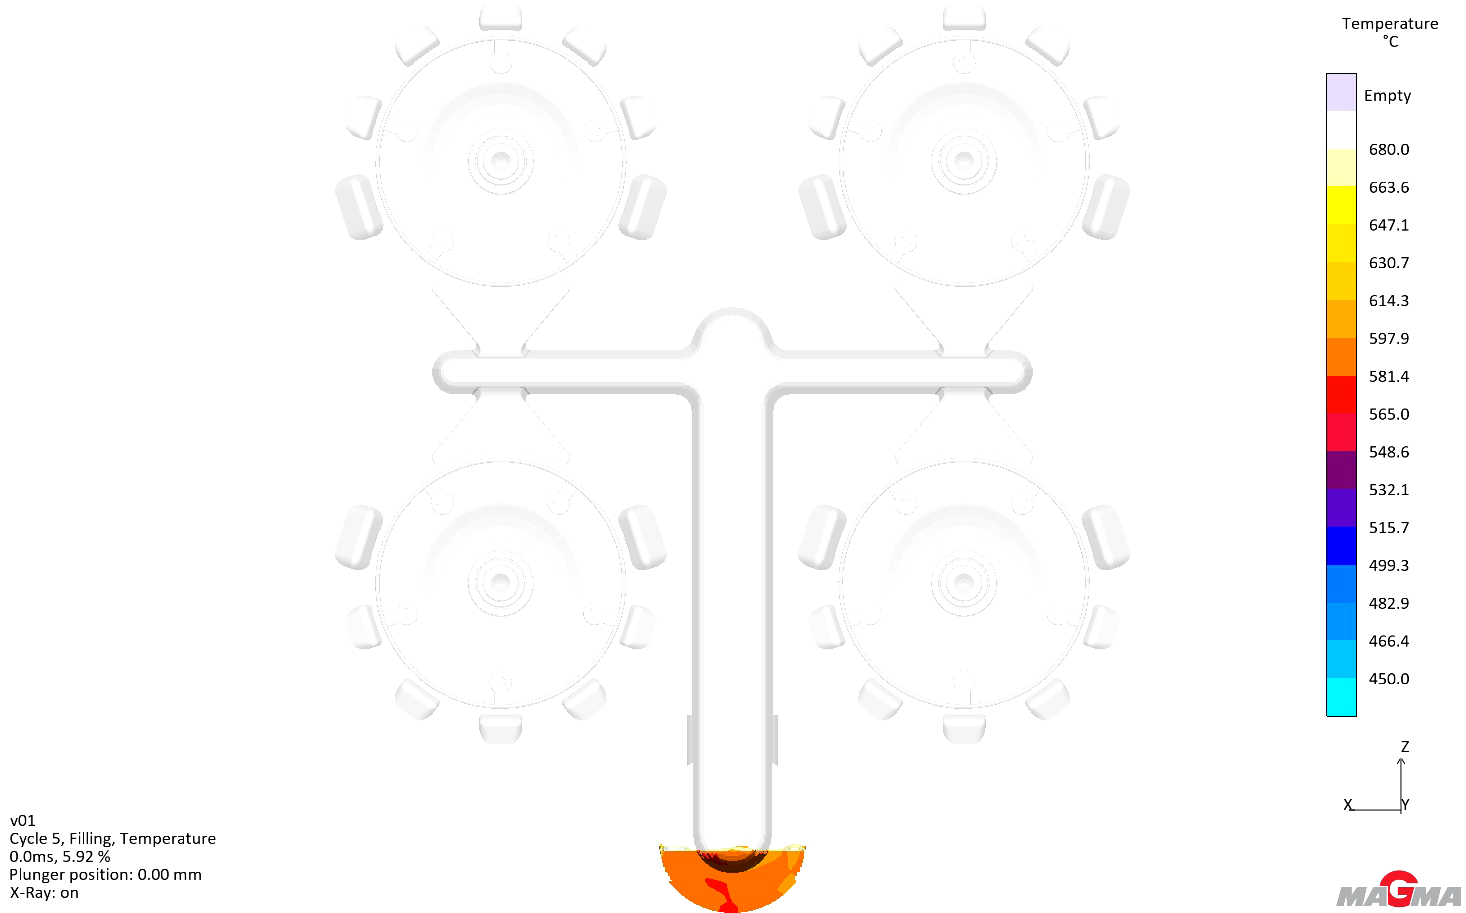 Temperature
°C
Empty
680.0
663.6
647.1
630.7
614.3
597.9
581.4
565.0
548.6
532.1
515.7
499.3
482.9
466.4
450.0
Z
X
Y
v01
Cycle 5, Filling, Temperature
0.0ms, 5.92 %
Plunger position: 0.00 mm
X-Ray: on
MAGMA